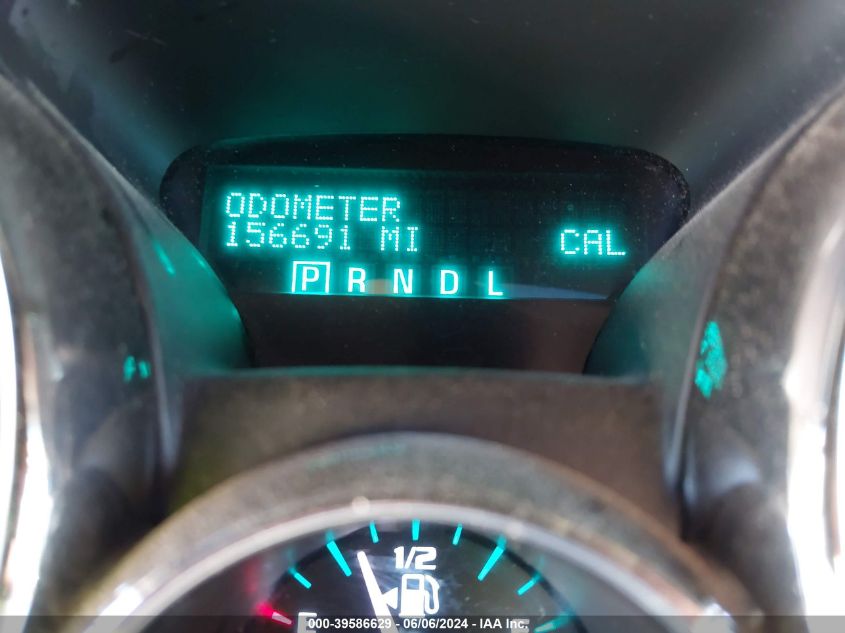 ODOMETER
156691 MI CAL
P R N D L
1/2
E
000-39586629 - 06/06/2024 - IAA Inc.